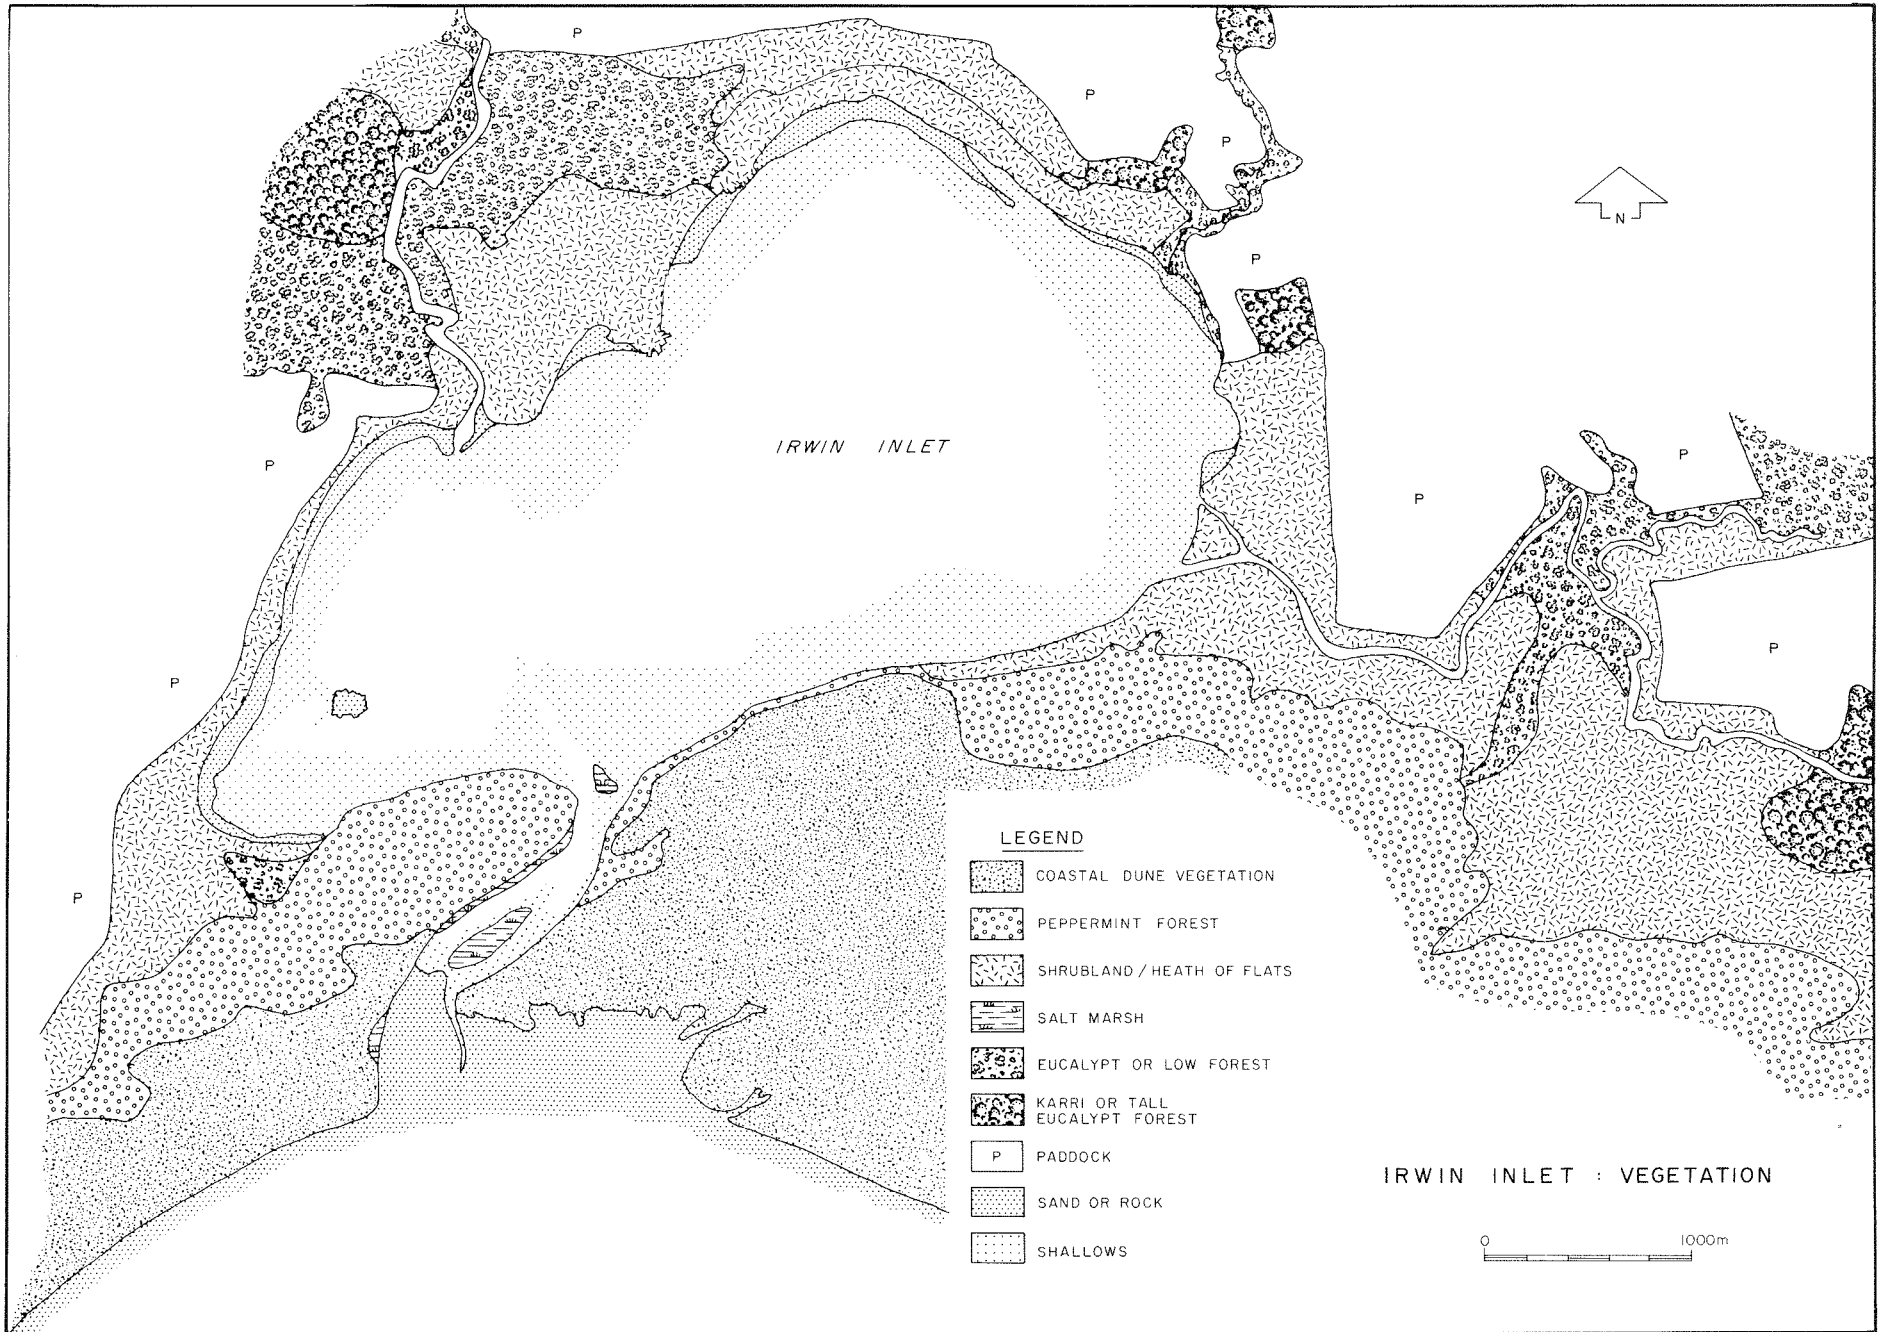 P
P
P
N
P
IRWIN INLET
P
P
P
P
P
P
LEGEND
COASTAL DUNE VEGETATION
PEPPERMINT FOREST
SHRUBLAND / HEATH OF FLATS
SALT MARSH
EUCALYPT OR LOW FOREST
KARRI OR TALL
EUCALYPT FOREST
P PADDOCK
SAND OR ROCK
SHALLOWS
IRWIN INLET : VEGETATION
0 1000m